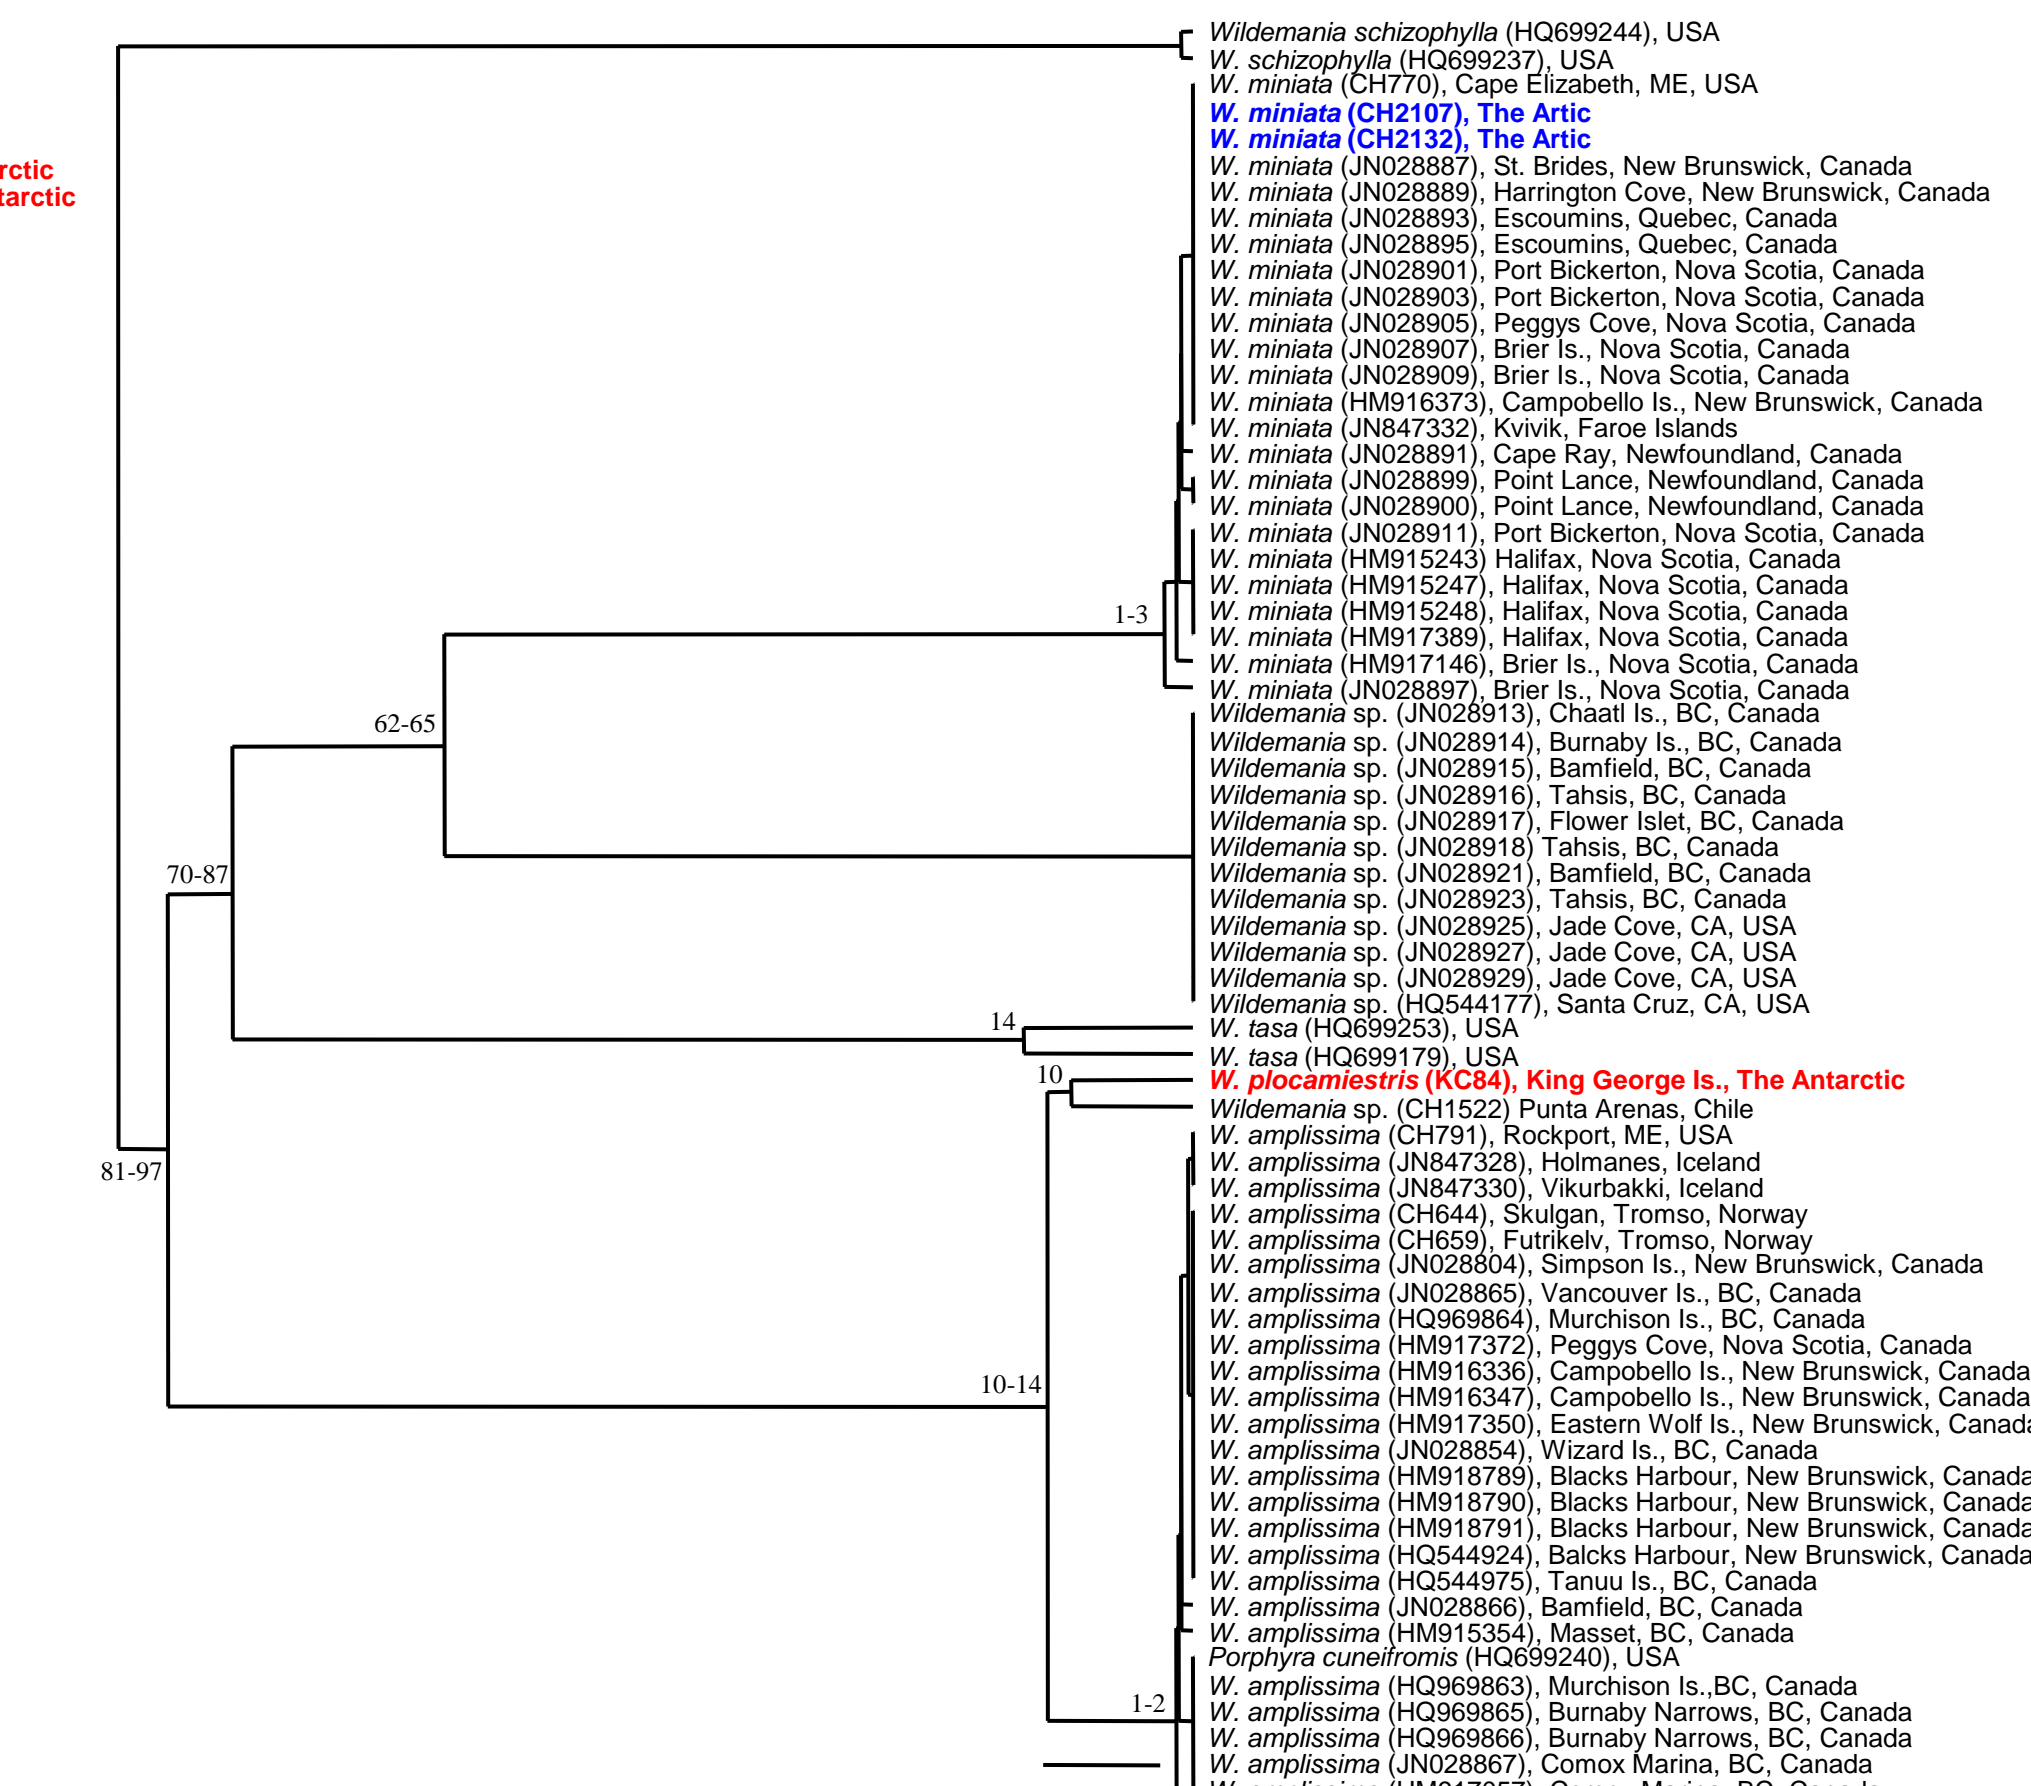 Wildemania schizophylla (HQ699244), USA
W. schizophylla (HQ699237), USA
W. miniata (CH770), Cape Elizabeth, ME, USA
W. miniata (CH2107), The Artic
W. miniata (CH2132), The Artic
rctic
W. miniata (JN028887), St. Brides, New Brunswick, Canada
tarctic
W. miniata (JN028889), Harrington Cove, New Brunswick, Canada
W. miniata (JN028893), Escoumins, Quebec, Canada
W. miniata (JN028895), Escoumins, Quebec, Canada
W. miniata (JN028901), Port Bickerton, Nova Scotia, Canada
W. miniata (JN028903), Port Bickerton, Nova Scotia, Canada
W. miniata (JN028905), Peggys Cove, Nova Scotia, Canada
W. miniata (JN028907), Brier Is., Nova Scotia, Canada
W. miniata (JN028909), Brier Is., Nova Scotia, Canada
W. miniata (HM916373), Campobello Is., New Brunswick, Canada
W. miniata (JN847332), Kvivik, Faroe Islands
W. miniata (JN028891), Cape Ray, Newfoundland, Canada
W. miniata (JN028899), Point Lance, Newfoundland, Canada
W. miniata (JN028900), Point Lance, Newfoundland, Canada
W. miniata (JN028911), Port Bickerton, Nova Scotia, Canada
W. miniata (HM915243) Halifax, Nova Scotia, Canada
W. miniata (HM915247), Halifax, Nova Scotia, Canada
W. miniata (HM915248), Halifax, Nova Scotia, Canada
1-3
W. miniata (HM917389), Halifax, Nova Scotia, Canada
W. miniata (HM917146), Brier Is., Nova Scotia, Canada
W. miniata (JN028897), Brier Is., Nova Scotia, Canada
Wildemania sp. (JN028913), Chaatl Is., BC, Canada
62-65
Wildemania sp. (JN028914), Burnaby Is., BC, Canada
Wildemania sp. (JN028915), Bamfield, BC, Canada
Wildemania sp. (JN028916), Tahsis, BC, Canada
Wildemania sp. (JN028917), Flower Islet, BC, Canada
Wildemania sp. (JN028918) Tahsis, BC, Canada
Wildemania sp. (JN028921), Bamfield, BC, Canada
70-87
Wildemania sp. (JN028923), Tahsis, BC, Canada
Wildemania sp. (JN028925), Jade Cove, CA, USA
Wildemania sp. (JN028927), Jade Cove, CA, USA
Wildemania sp. (JN028929), Jade Cove, CA, USA
Wildemania sp. (HQ544177), Santa Cruz, CA, USA
14
W. tasa (HQ699253), USA
W. tasa (HQ699179), USA
10
W. plocamiestris (KC84), King George Is., The Antarctic
Wildemania sp. (CH1522) Punta Arenas, Chile
W. amplissima (CH791), Rockport, ME, USA
W. amplissima (JN847328), Holmanes, Iceland
81-97
W. amplissima (JN847330), Vikurbakki, Iceland
W. amplissima (CH644), Skulgan, Tromso, Norway
W. amplissima (CH659), Futrikelv, Tromso, Norway
W. amplissima (JN028804), Simpson Is., New Brunswick, Canada
W. amplissima (JN028865), Vancouver Is., BC, Canada
W. amplissima (HQ969864), Murchison Is., BC, Canada
W. amplissima (HM917372), Peggys Cove, Nova Scotia, Canada
W. amplissima (HM916336), Campobello Is., New Brunswick, Canada
10-14
W. amplissima (HM916347), Campobello Is., New Brunswick, Canada
W. amplissima (HM917350), Eastern Wolf Is., New Brunswick, Canada
W. amplissima (JN028854), Wizard Is., BC, Canada
W. amplissima (HM918789), Blacks Harbour, New Brunswick, Canada
W. amplissima (HM918790), Blacks Harbour, New Brunswick, Canada
W. amplissima (HM918791), Blacks Harbour, New Brunswick, Canada
W. amplissima (HQ544924), Balcks Harbour, New Brunswick, Canada
W. amplissima (HQ544975), Tanuu Is., BC, Canada
W. amplissima (JN028866), Bamfield, BC, Canada
W. amplissima (HM915354), Masset, BC, Canada
Porphyra cuneifromis (HQ699240), USA
W. amplissima (HQ969863), Murchison Is.,BC, Canada
1-2
W. amplissima (HQ969865), Burnaby Narrows, BC, Canada
W. amplissima (HQ969866), Burnaby Narrows, BC, Canada
W. amplissima (JN028867), Comox Marina, BC, Canada